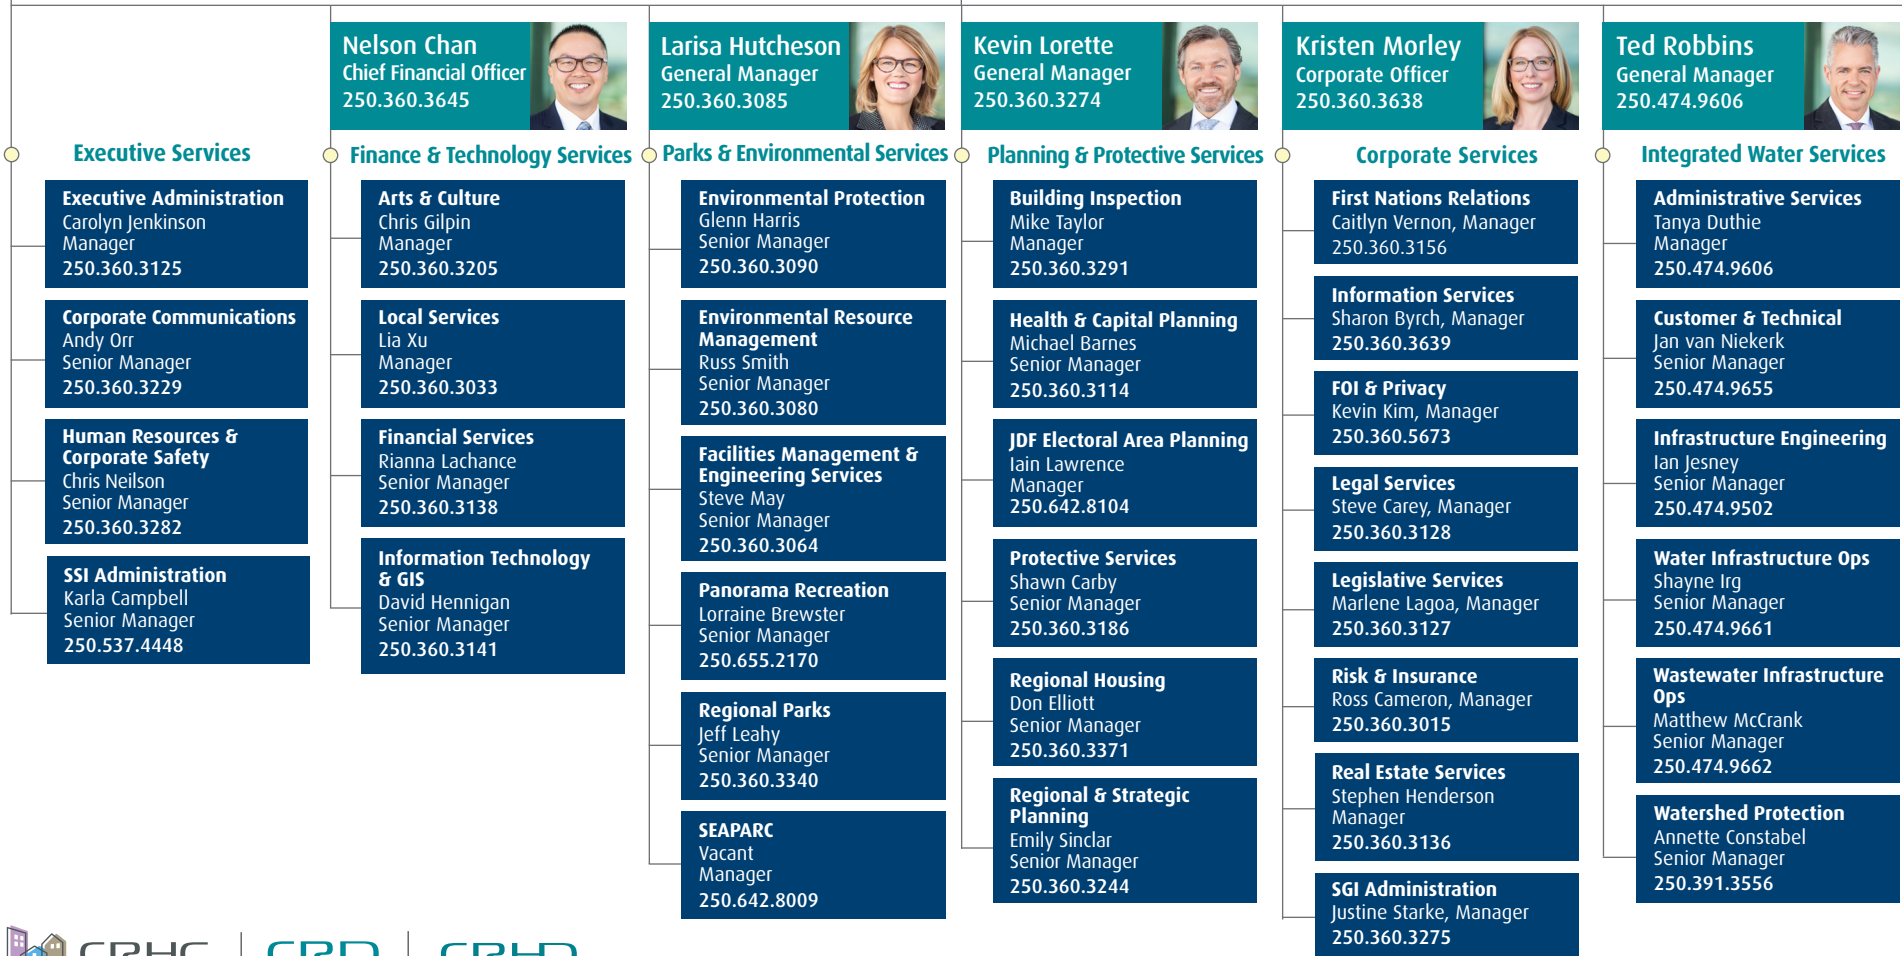 Nelson Chan
Chief Financial Officer
250.360.3645
Larisa Hutcheson
General Manager
250.360.3085
Kevin Lorette
General Manager
250.360.3274
Kristen Morley
Corporate Officer
250.360.3638
Ted Robbins
General Manager
250.474.9606
Executive Services
Executive Administration
Carolyn Jenkinson
Manager
250.360.3125
Corporate Communications
Andy Orr
Senior Manager
250.360.3229
Human Resources &
Corporate Safety
Chris Neilson
Senior Manager
250.360.3282
SSI Administration
Karla Campbell
Senior Manager
250.537.4448
Finance & Technology Services
Arts & Culture
Chris Gilpin
Manager
250.360.3205
Local Services
Lia Xu
Manager
250.360.3033
Financial Services
Rianna Lachance
Senior Manager
250.360.3138
Information Technology
& GIS
David Hennigan
Senior Manager
250.360.3141
Parks & Environmental Services
Environmental Protection
Glenn Harris
Senior Manager
250.360.3090
Environmental Resource
Management
Russ Smith
Senior Manager
250.360.3080
Facilities Management &
Engineering Services
Steve May
Senior Manager
250.360.3064
Panorama Recreation
Lorraine Brewster
Senior Manager
250.655.2170
Regional Parks
Jeff Leahy
Senior Manager
250.360.3340
SEAPARC
Vacant
Manager
250.642.8009
Planning & Protective Services
Building Inspection
Mike Taylor
Manager
250.360.3291
Health & Capital Planning
Michael Barnes
Senior Manager
250.360.3114
JDF Electoral Area Planning
Iain Lawrence
Manager
250.642.8104
Protective Services
Shawn Carby
Senior Manager
250.360.3186
Regional Housing
Don Elliott
Senior Manager
250.360.3371
Regional & Strategic
Planning
Emily Sinclar
Senior Manager
250.360.3244
Corporate Services
First Nations Relations
Caitlyn Vernon, Manager
250.360.3156
Information Services
Sharon Byrch, Manager
250.360.3639
FOI & Privacy
Kevin Kim, Manager
250.360.5673
Legal Services
Steve Carey, Manager
250.360.3128
Legislative Services
Marlene Lagoa, Manager
250.360.3127
Risk & Insurance
Ross Cameron, Manager
250.360.3015
Real Estate Services
Stephen Henderson
Manager
250.360.3136
SGI Administration
Justine Starke, Manager
250.360.3275
Integrated Water Services
Administrative Services
Tanya Duthie
Manager
250.474.9606
Customer & Technical
Jan van Niekerk
Senior Manager
250.474.9655
Infrastructure Engineering
Ian Jesney
Senior Manager
250.474.9502
Water Infrastructure Ops
Shayne Irg
Senior Manager
250.474.9661
Wastewater Infrastructure
Ops
Matthew McCrank
Senior Manager
250.474.9662
Watershed Protection
Annette Constabel
Senior Manager
250.391.3556
CRHC
CRD
CRHD